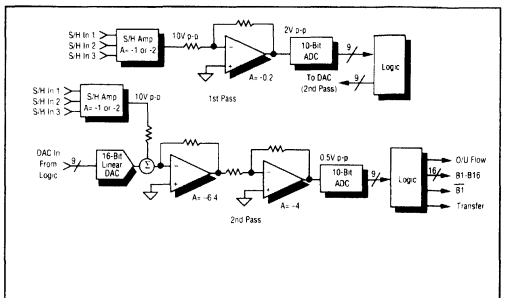 S/H In 1
S/H In 2
S/H In 3
S/H Amp
A= -1 or -2
10V p-p
A= -0.2
2V p-p
10-Bit
ADC
9
Logic
To DAC
(2nd Pass)
9
1st Pass
S/H In 1
S/H In 2
S/H In 3
S/H Amp
A= -1 or -2
10V p-p
DAC In
From
Logic
9
16-Bit
Linear
DAC
Σ
A= -6.4
A= -4
0.5V p-p
10-Bit
ADC
9
Logic
O/U Flow
16
B1-B16
B1
Transfer
2nd Pass